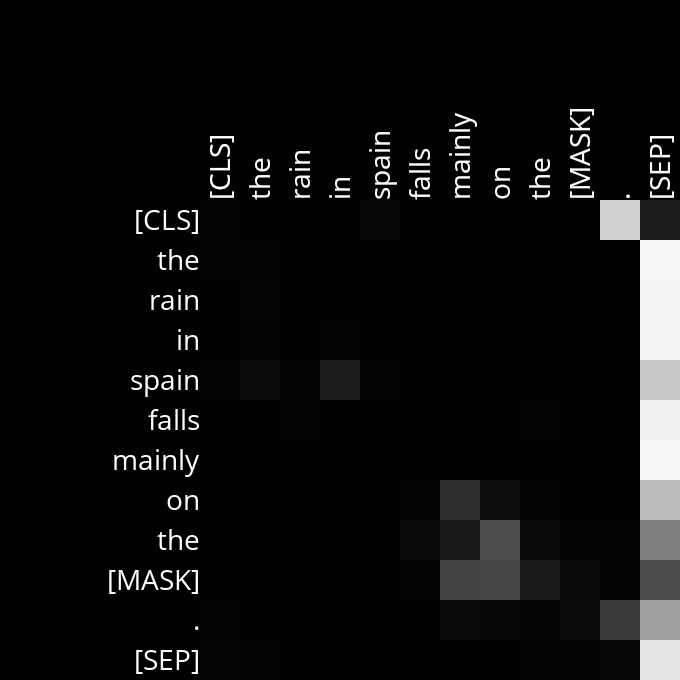 [CLS] the rain in spain falls mainly on the [MASK] . [SEP]
[CLS]
the
rain
in
spain
falls
mainly
on
the
[MASK]
.
[SEP]